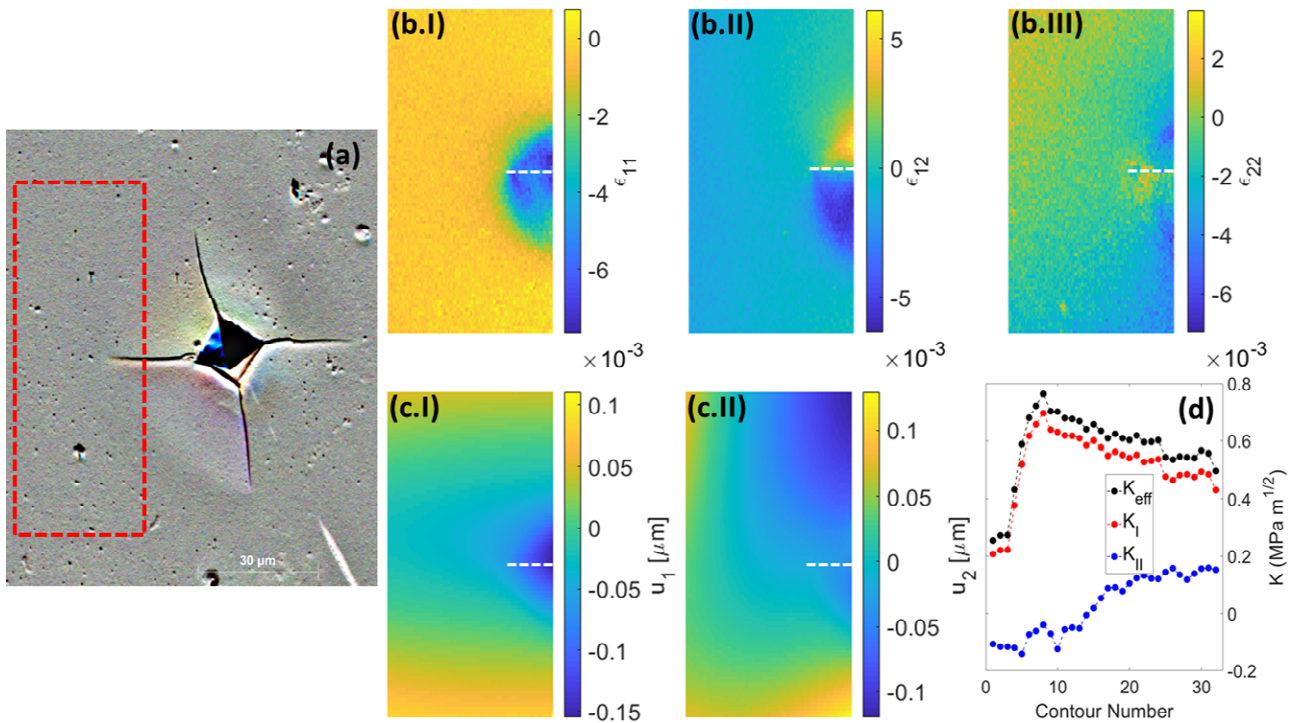 (a)
30 μm
(b.I)
0
-2
-4
-6
ϵ11
× 10-3
(b.II)
5
0
-5
ϵ12
× 10-3
(b.III)
2
0
-2
-4
-6
ϵ22
× 10-3
(c.I)
0.1
0.05
0
-0.05
-0.1
-0.15
u1 [μm]
(c.II)
0.1
0.05
0
-0.05
-0.1
u2 [μm]
(d)
0.8
0.6
0.4
0.2
0
-0.2
K (MPa m1/2)
Keff
KI
KII
0
10
20
30
Contour Number